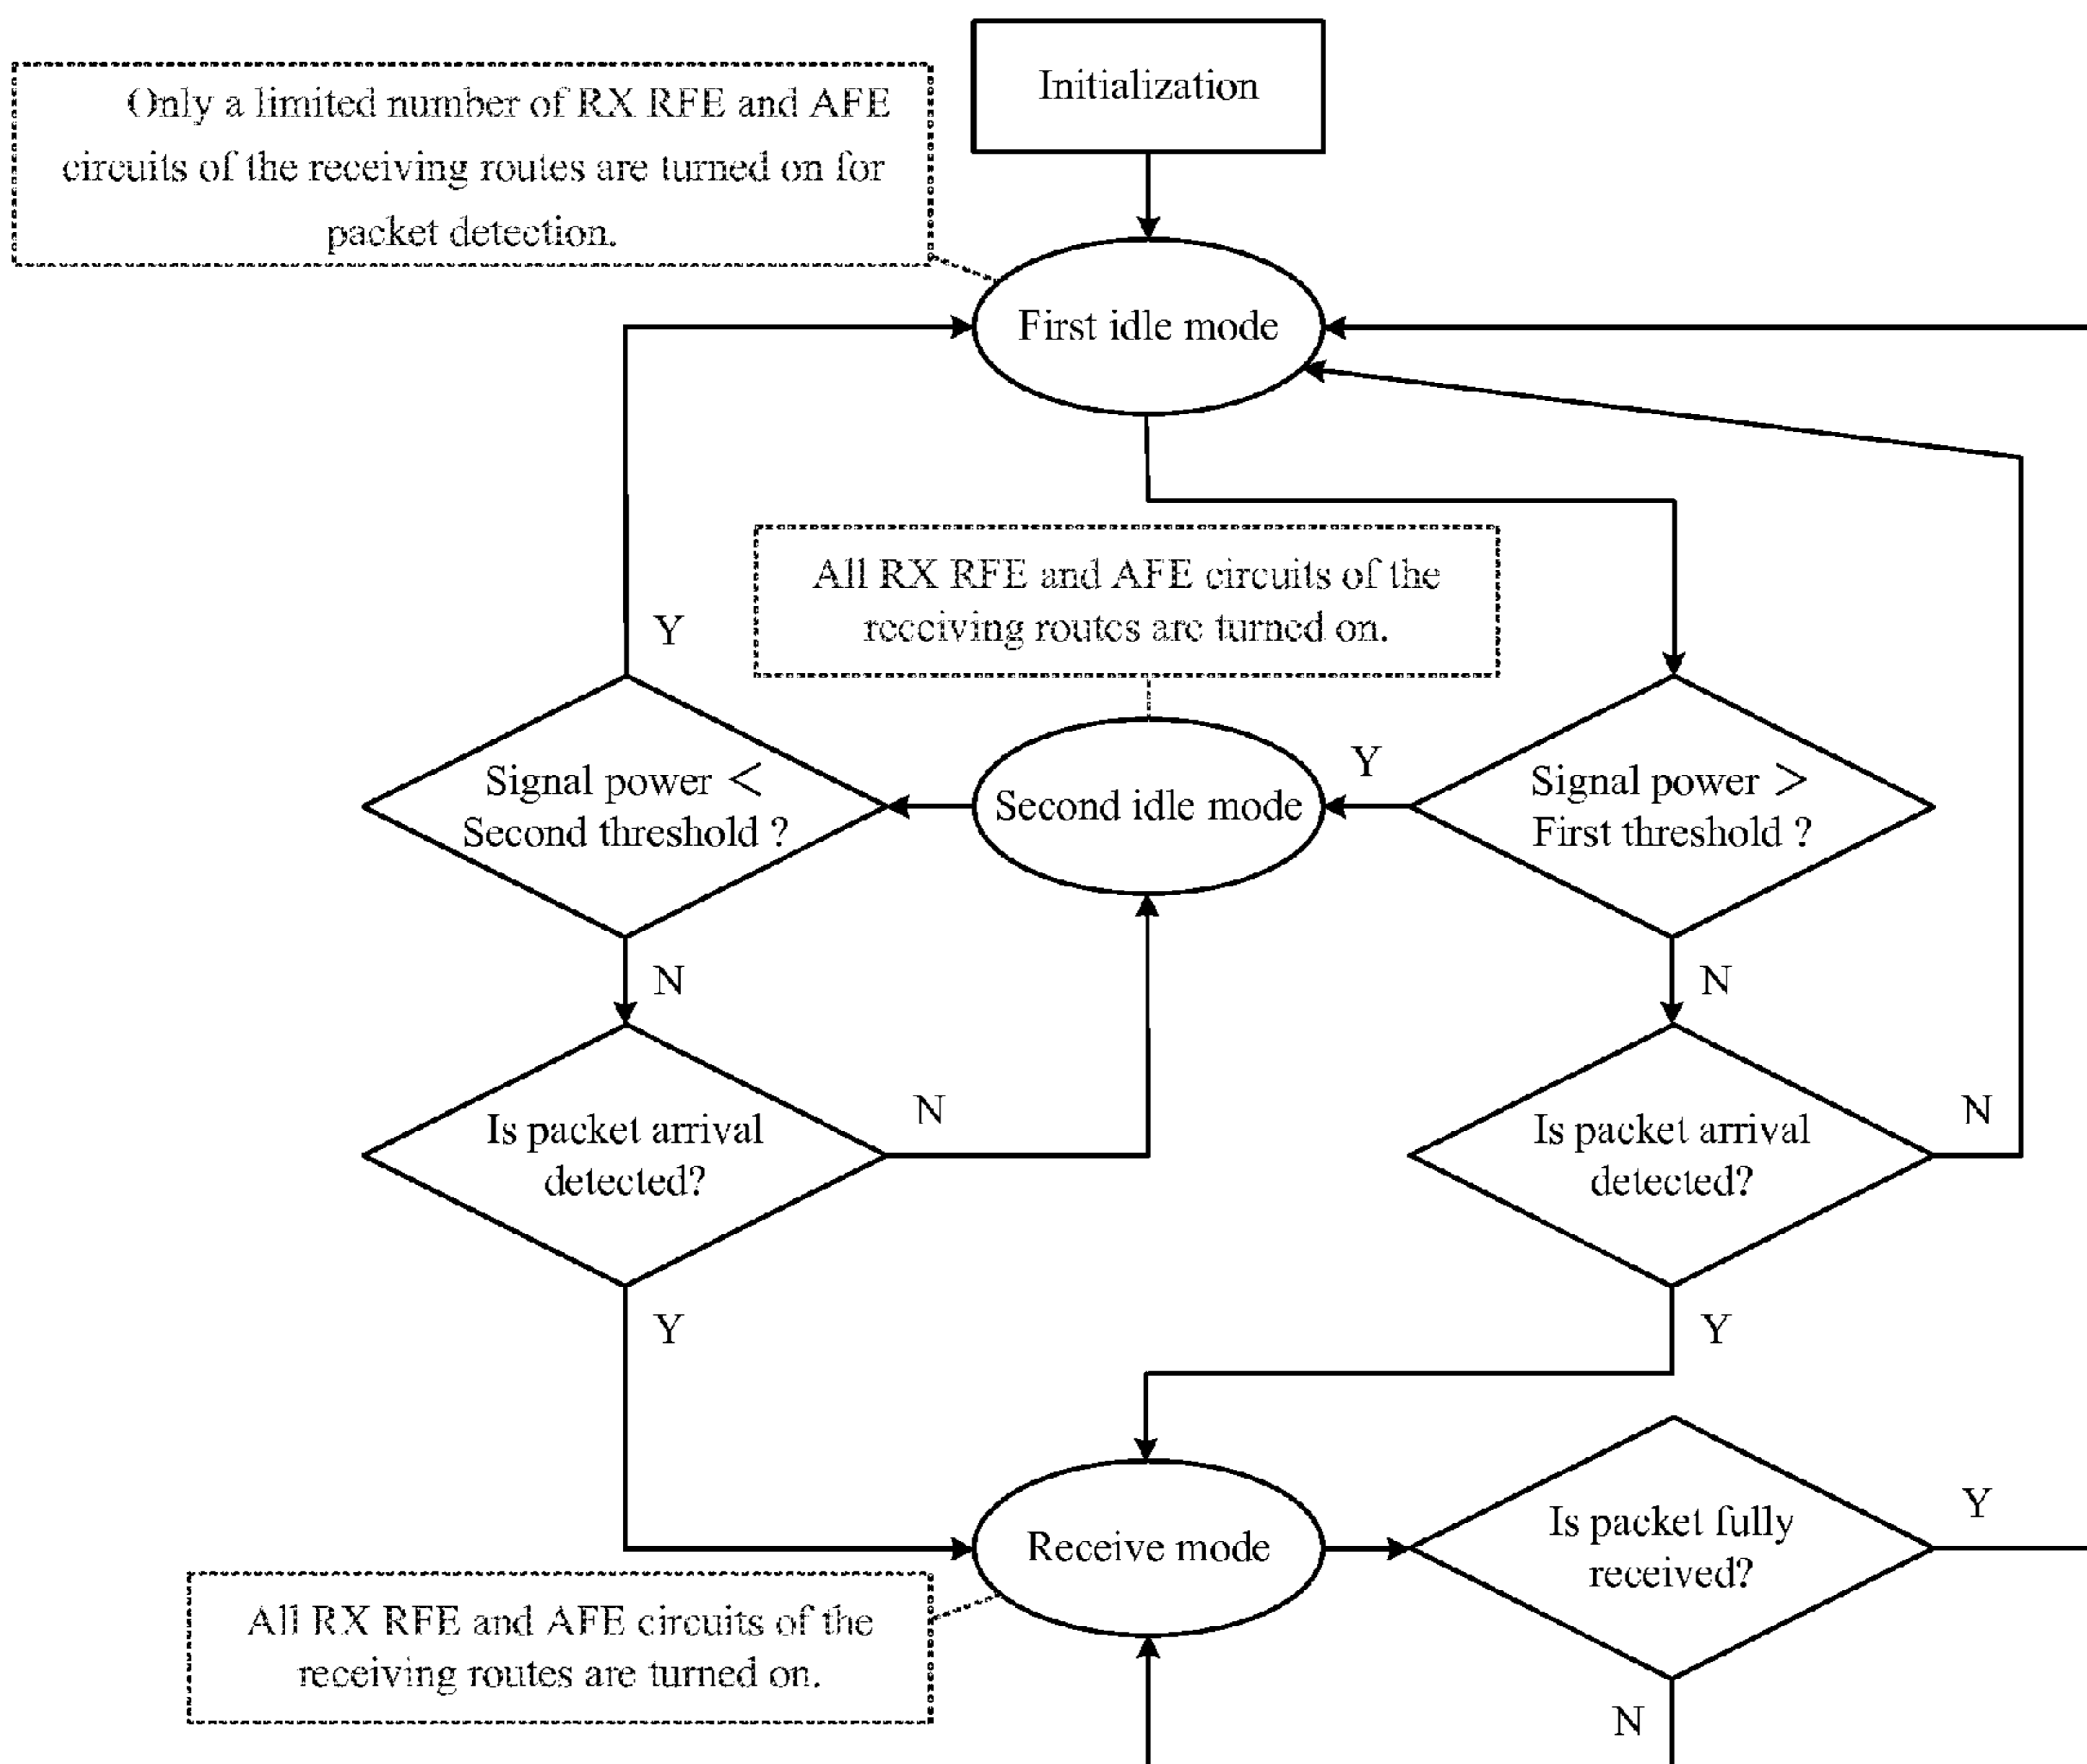 Initialization
Only a limited number of RX RFE and AFE
circuits of the receiving routes are turned on for
packet detection.
First idle mode
All RX RFE and AFE circuits of the
receiving routes are turned on.
Y
Signal power <
Second threshold ?
Second idle mode
Y
Signal power >
First threshold ?
N
N
Is packet arrival
detected?
N
Is packet arrival
detected?
N
Y
Y
Receive mode
Is packet fully
received?
Y
All RX RFE and AFE circuits of the
receiving routes are turned on.
N